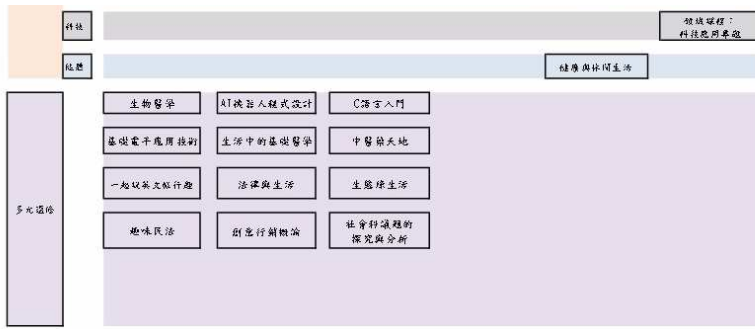 科技
領域課程：
科技應用專題
健體
健康與休閒生活
生物醫學
AI機器人程式設計
C語言入門
基礎電子應用技術
生活中的基礎醫學
中醫藥天地
一起玩英文旅行趣
法律與生活
生態綠生活
多元選修
趣味民法
創意行銷概論
社會科議題的
探究與分析